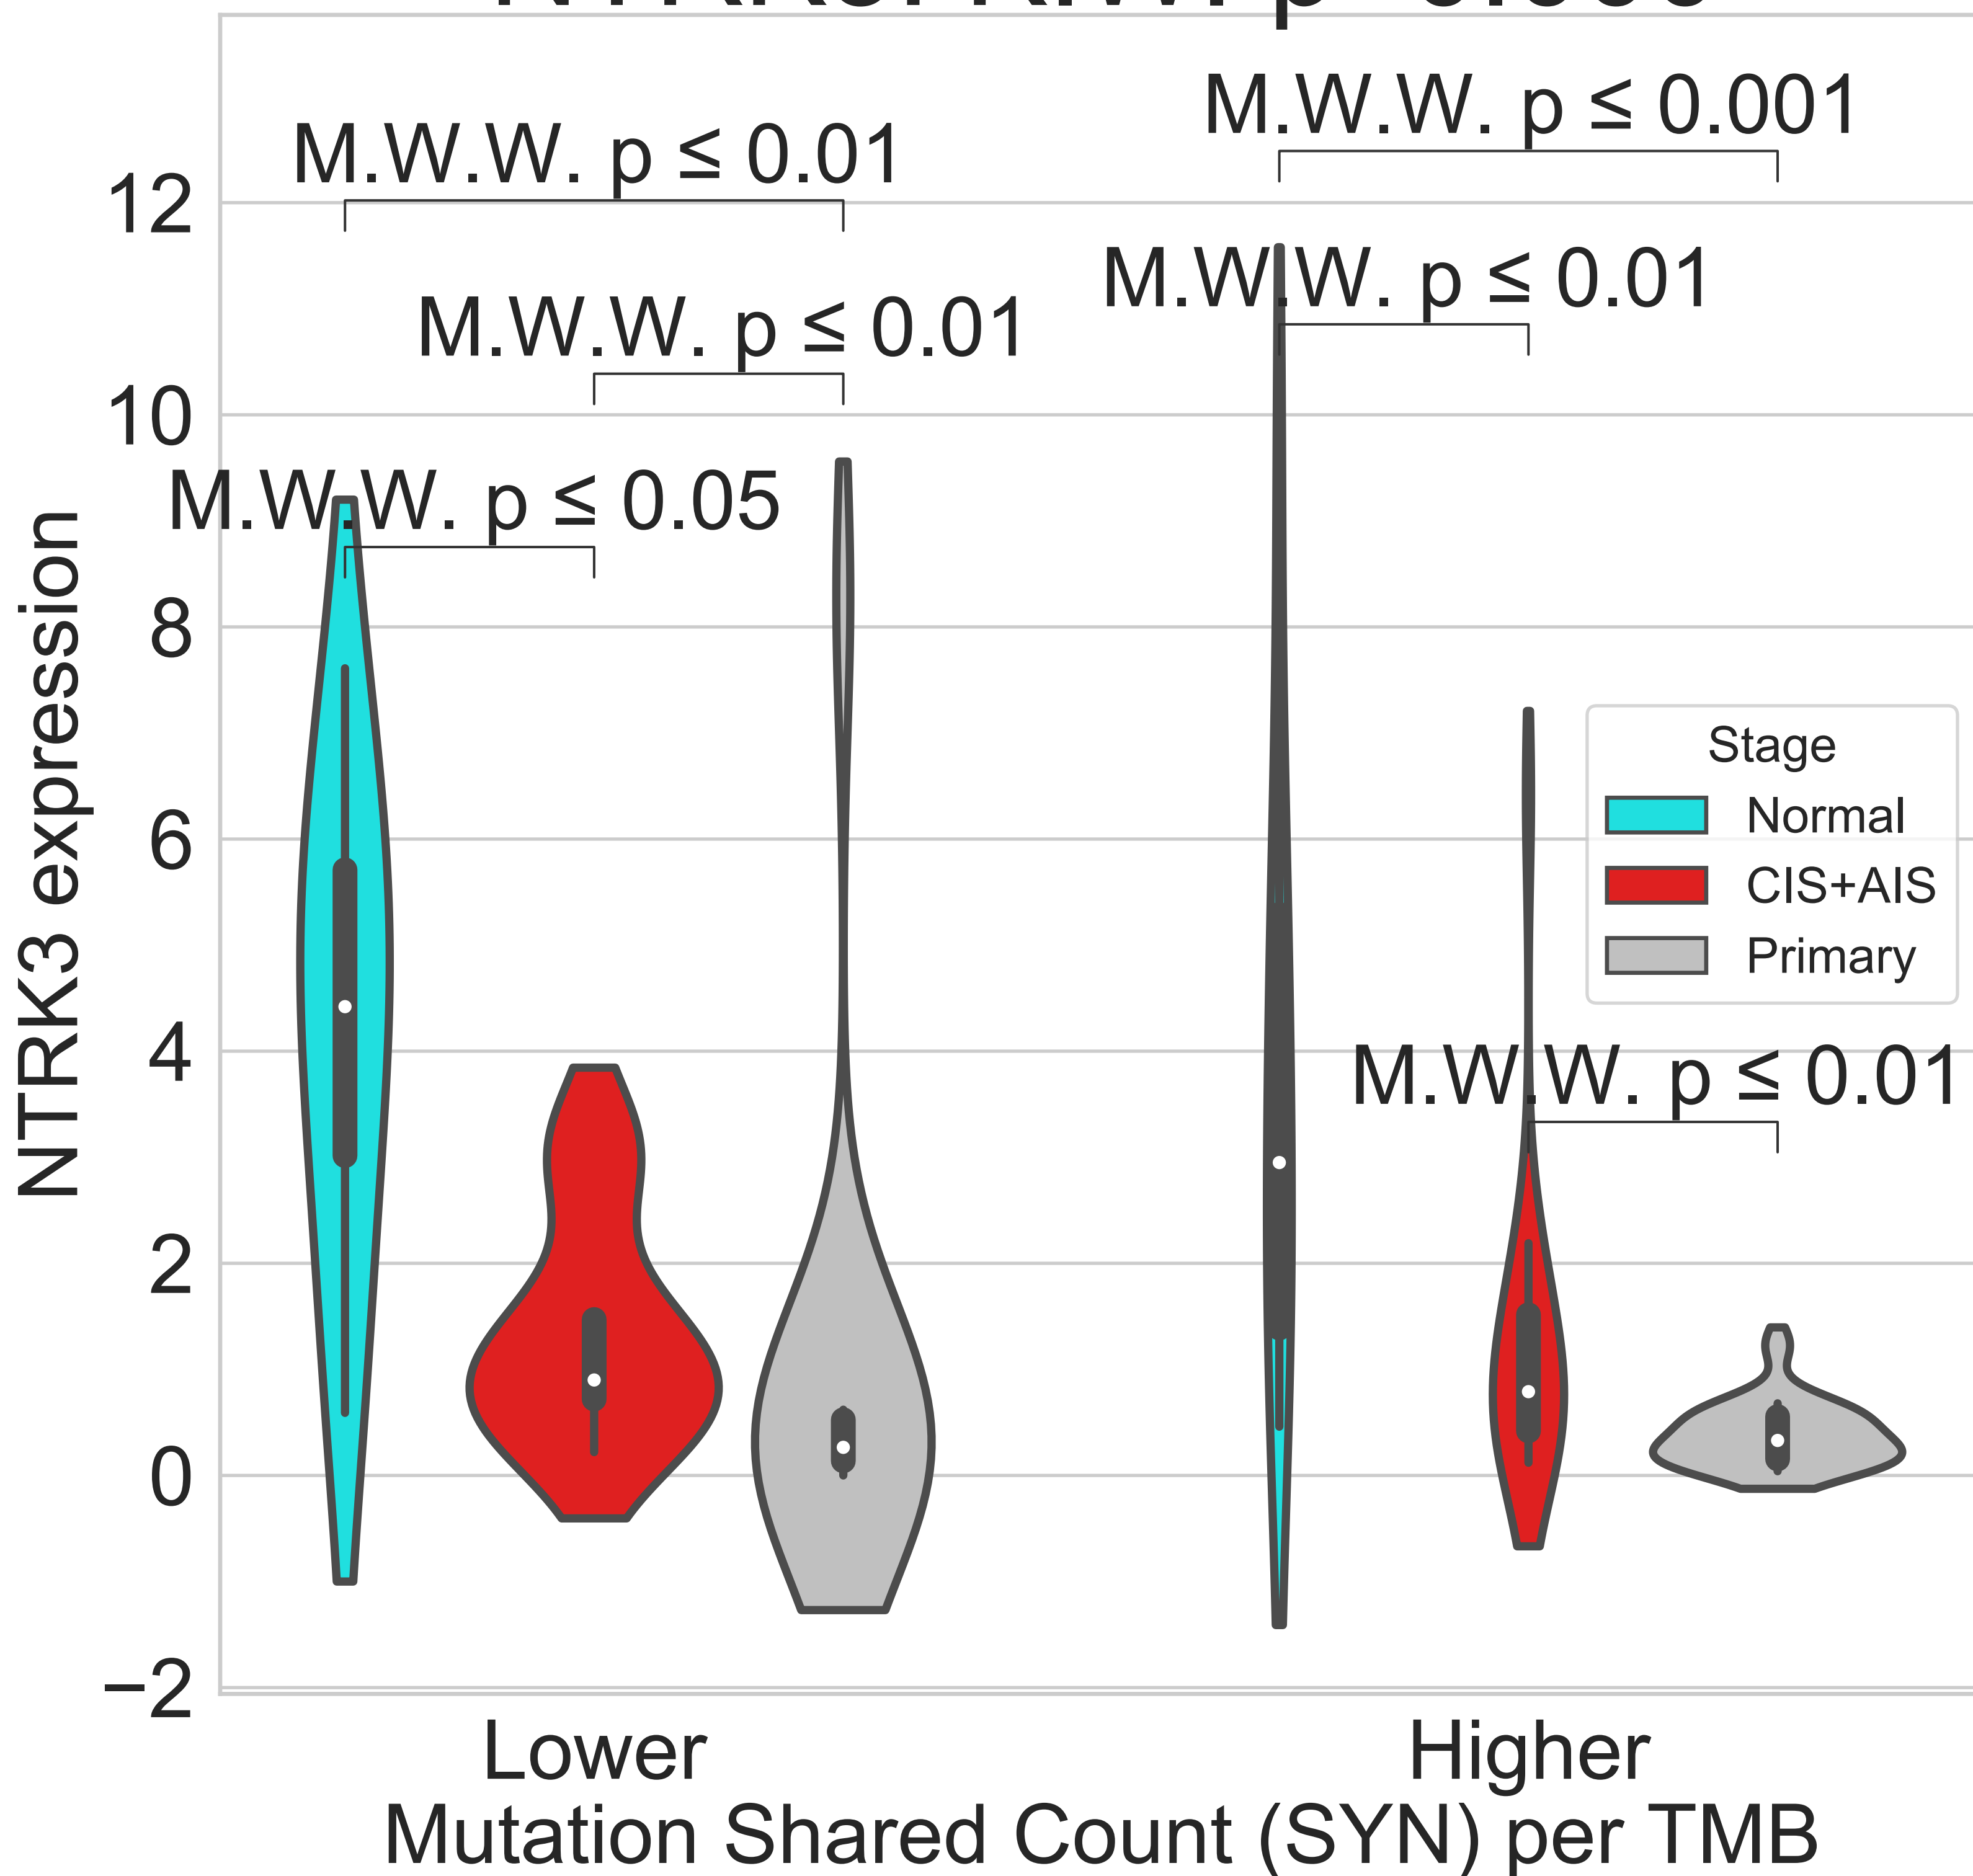 M.W.W. p ≤ 0.001
M.W.W. p ≤ 0.01
M.W.W. p ≤ 0.01
M.W.W. p ≤ 0.01
M.W.W. p ≤ 0.05
M.W.W. p ≤ 0.01
12
10
8
6
4
2
0
−2
NTRK3 expression
Stage
Normal
CIS+AIS
Primary
Lower
Higher
Mutation Shared Count (SYN) per TMB